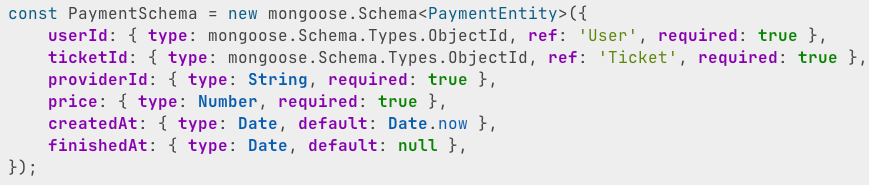 const PaymentSchema = new mongoose.Schema<PaymentEntity>({
    userId: { type: mongoose.Schema.Types.ObjectId, ref: 'User', required: true },
    ticketId: { type: mongoose.Schema.Types.ObjectId, ref: 'Ticket', required: true },
    providerId: { type: String, required: true },
    price: { type: Number, required: true },
    createdAt: { type: Date, default: Date.now },
    finishedAt: { type: Date, default: null },
});